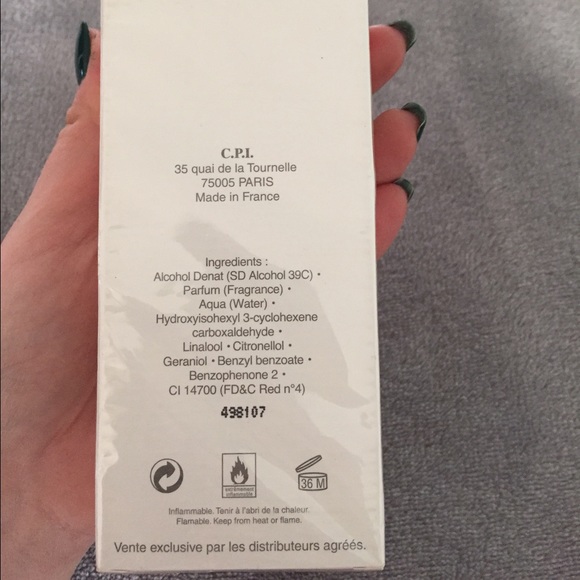 C.P.I.
35 quai de la Tournelle
75005 PARIS
Made in France
Ingredients :
Alcohol Denat (SD Alcohol 39C) •
Parfum (Fragrance) •
Aqua (Water) •
Hydroxyisohexyl 3-cyclohexene
carboxaldehyde •
Linalool • Citronellol •
Geraniol • Benzyl benzoate •
Benzophenone 2 •
CI 14700 (FD&C Red n°4)
498107
36 M
Inflammable. Tenir à l'abri de la chaleur.
Flamable. Keep from heat or flame.
Vente exclusive par les distributeurs agréés.